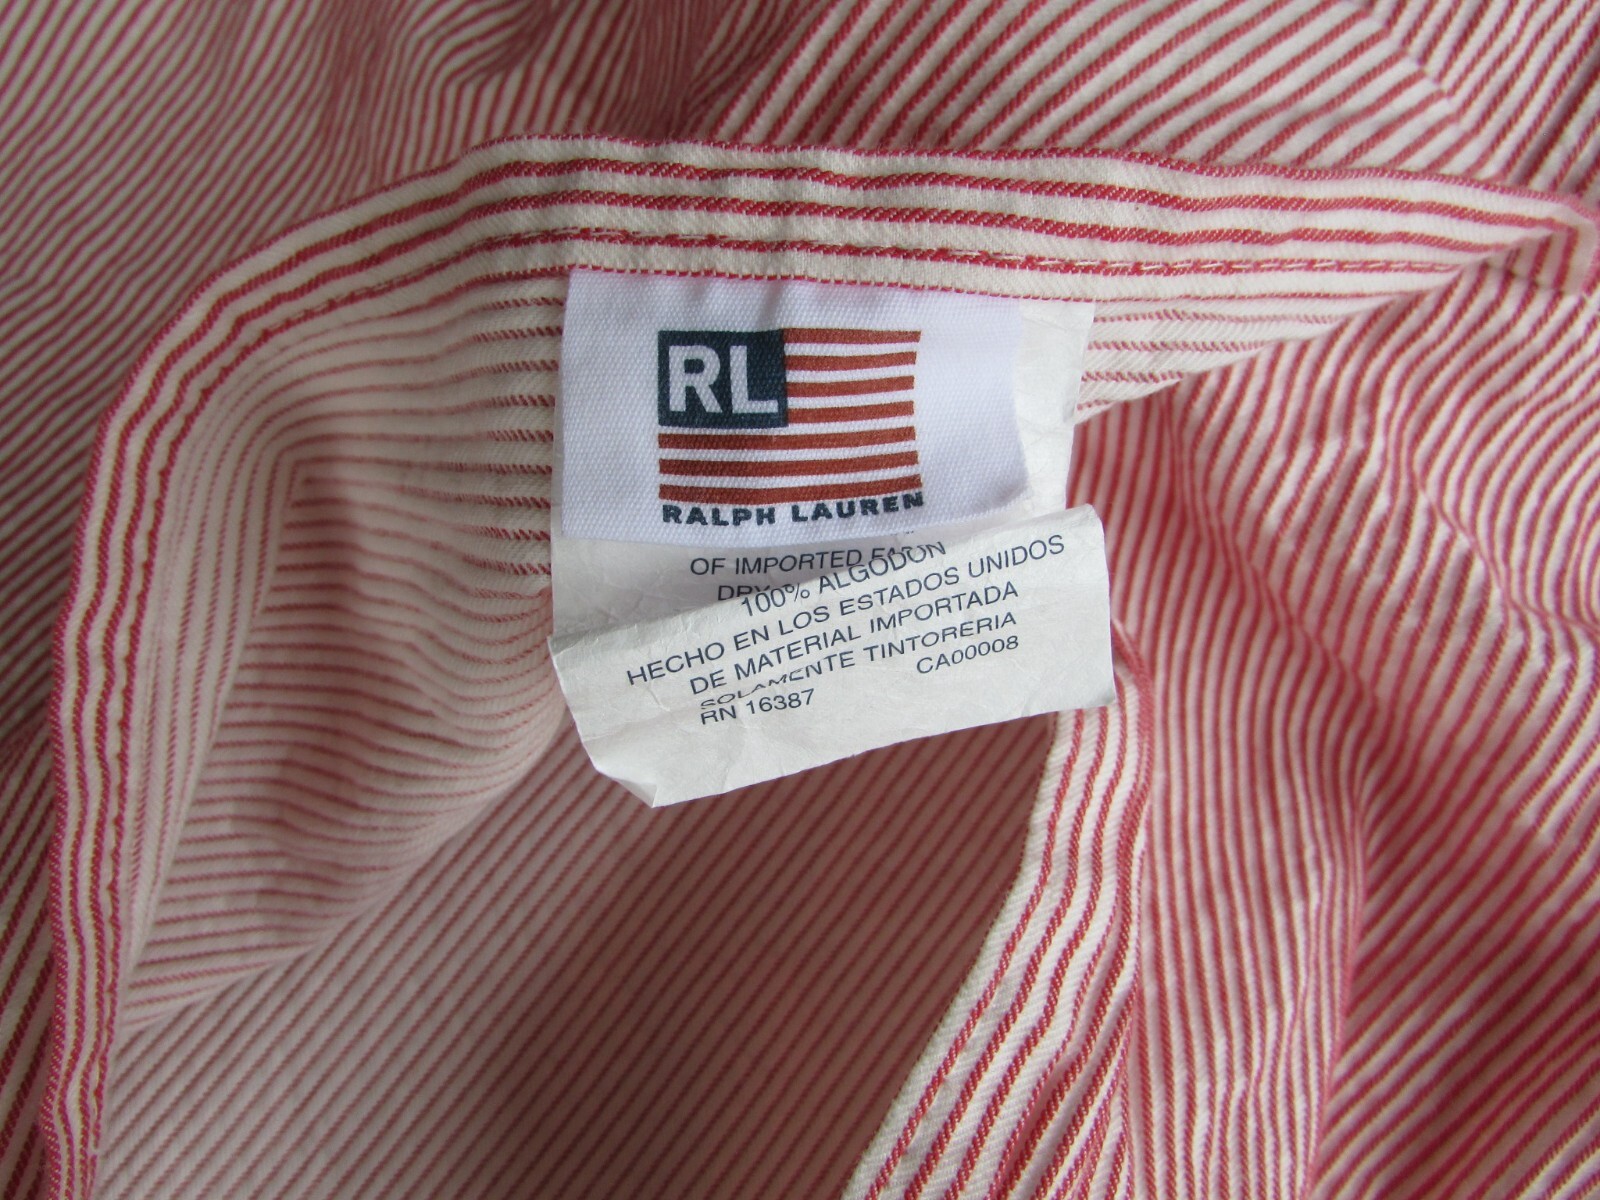 RL
RALPH LAUREN
OF IMPORTED
100% ALGODON
HECHO EN LOS ESTADOS UNIDOS
DE MATERIAL IMPORTADA
SOLAMENTE TINTORERIA
RN 16387 CA00008